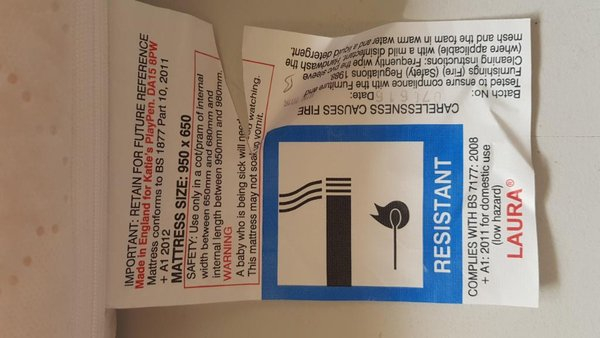 IMPORTANT: RETAIN FOR FUTURE REFERENCE
Made in England for Katie's PlayPen. DA15 8PW
Mattress conforms to BS 1877 Part 10, 2011
+ A1 2012
MATTRESS SIZE: 950 x 650
SAFETY: Use only in a cot/pram of internal
width between 650mm and 680mm and
internal length between 950mm and 980mm.
WARNING
A baby who is being sick will watching.
This mattress may not soak up vomit.
RESISTANT
COMPLIES WITH BS 7177: 2008
+ A1: 2011 for domestic use
(low hazard)
LAURA®
CARELESSNESS CAUSES FIRE
Batch No: Date:
Tested to ensure compliance with the Furniture and
Furnishings (Fire) (Safety) Regulations 1988.
Cleaning instructions: Frequently wipe pvc sleeve
(where applicable) with a mild disinfectant. Handwash the
mesh and the foam in warm water and a liquid detergent.